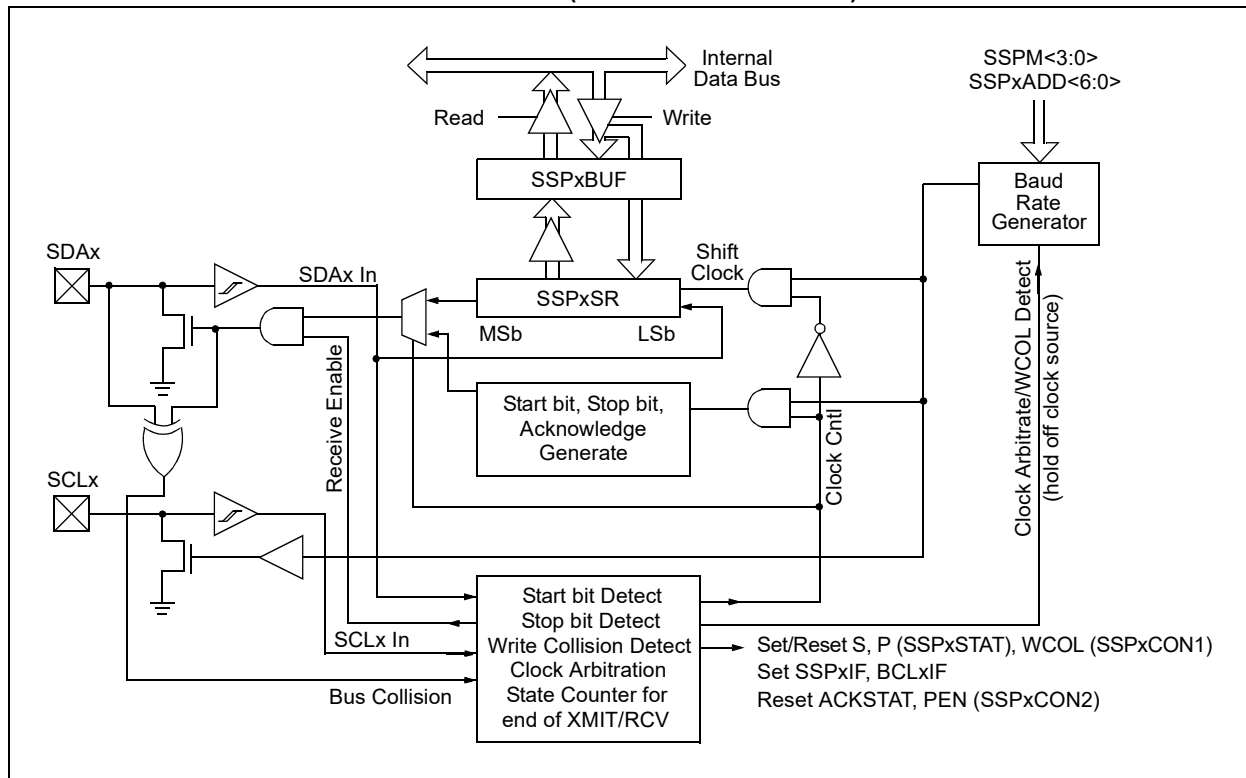 Internal
Data Bus
SSPM<3:0>
SSPxADD<6:0>
Read
Write
SSPxBUF
Baud
Rate
Generator
SDAx
SDAx In
Shift
Clock
SSPxSR
MSb
LSb
Start bit, Stop bit,
Acknowledge
Generate
Receive Enable
Clock Cntl
Clock Arbitrate/WCOL Detect
(hold off clock source)
SCLx
SCLx In
Bus Collision
Start bit Detect
Stop bit Detect
Write Collision Detect
Clock Arbitration
State Counter for
end of XMIT/RCV
Set/Reset S, P (SSPxSTAT), WCOL (SSPxCON1)
Set SSPxIF, BCLxIF
Reset ACKSTAT, PEN (SSPxCON2)